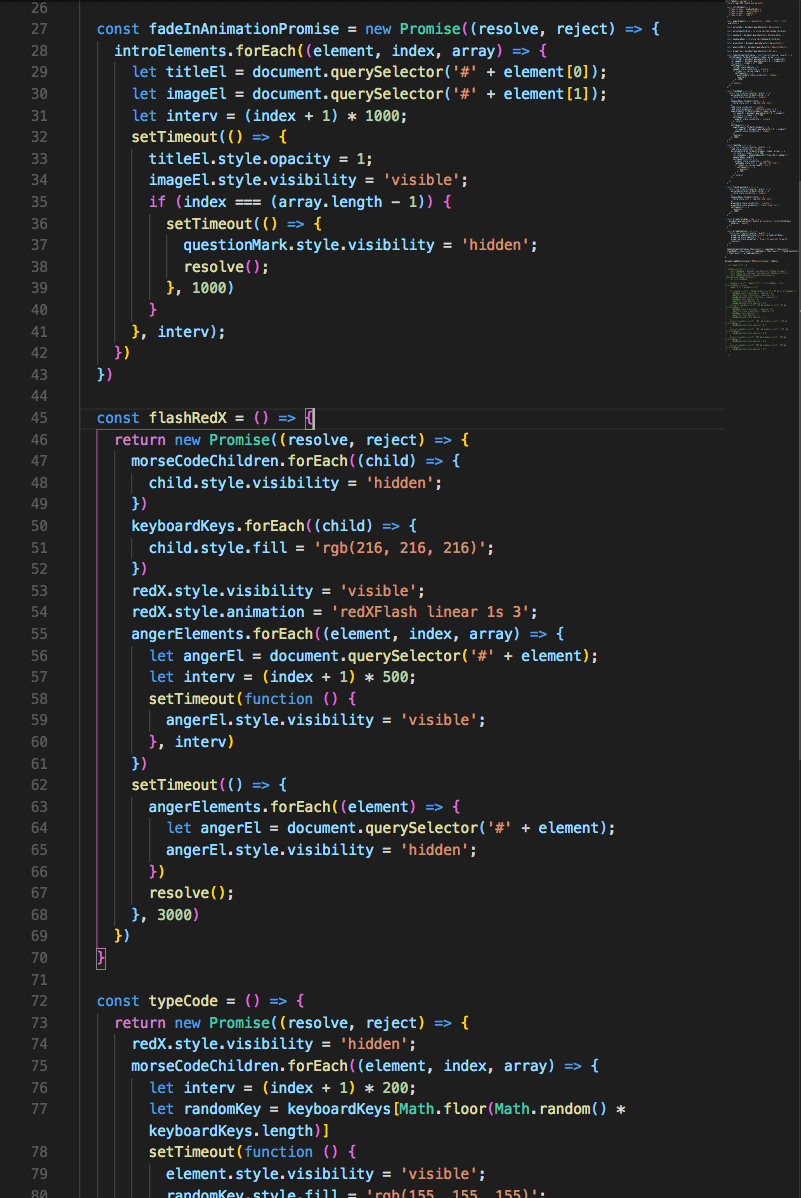 26
27 const fadeInAnimationPromise = new Promise((resolve, reject) => {
28 introElements.forEach((element, index, array) => {
29 let titleEl = document.querySelector('#' + element[0]);
30 let imageEl = document.querySelector('#' + element[1]);
31 let interv = (index + 1) * 1000;
32 setTimeout(() => {
33 titleEl.style.opacity = 1;
34 imageEl.style.visibility = 'visible';
35 if (index === (array.length - 1)) {
36 setTimeout(() => {
37 questionMark.style.visibility = 'hidden';
38 resolve();
39 }, 1000)
40 }
41 }, interv);
42 })
43 })
44
45 const flashRedX = () => {
46 return new Promise((resolve, reject) => {
47 morseCodeChildren.forEach((child) => {
48 child.style.visibility = 'hidden';
49 })
50 keyboardKeys.forEach((child) => {
51 child.style.fill = 'rgb(216, 216, 216)';
52 })
53 redX.style.visibility = 'visible';
54 redX.style.animation = 'redXFlash linear 1s 3';
55 angerElements.forEach((element, index, array) => {
56 let angerEl = document.querySelector('#' + element);
57 let interv = (index + 1) * 500;
58 setTimeout(function () {
59 angerEl.style.visibility = 'visible';
60 }, interv)
61 })
62 setTimeout(() => {
63 angerElements.forEach((element) => {
64 let angerEl = document.querySelector('#' + element);
65 angerEl.style.visibility = 'hidden';
66 })
67 resolve();
68 }, 3000)
69 })
70 }
71
72 const typeCode = () => {
73 return new Promise((resolve, reject) => {
74 redX.style.visibility = 'hidden';
75 morseCodeChildren.forEach((element, index, array) => {
76 let interv = (index + 1) * 200;
77 let randomKey = keyboardKeys[Math.floor(Math.random() *
keyboardKeys.length)]
78 setTimeout(function () {
79 element.style.visibility = 'visible';
80 randomKey.style.fill = 'rgb(155, 155, 155)';